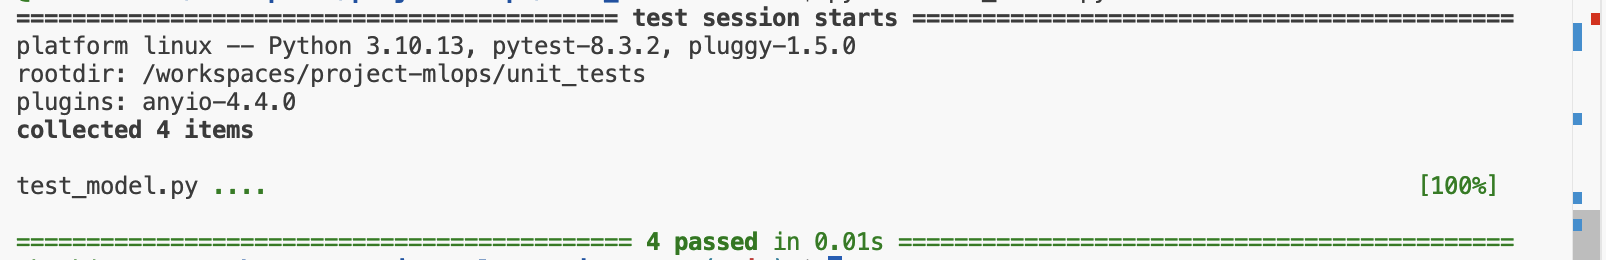 ======================================== test session starts ========================================
platform linux -- Python 3.10.13, pytest-8.3.2, pluggy-1.5.0
rootdir: /workspaces/project-mlops/unit_tests
plugins: anyio-4.4.0
collected 4 items
test_model.py .... [100%]
======================================== 4 passed in 0.01s ========================================